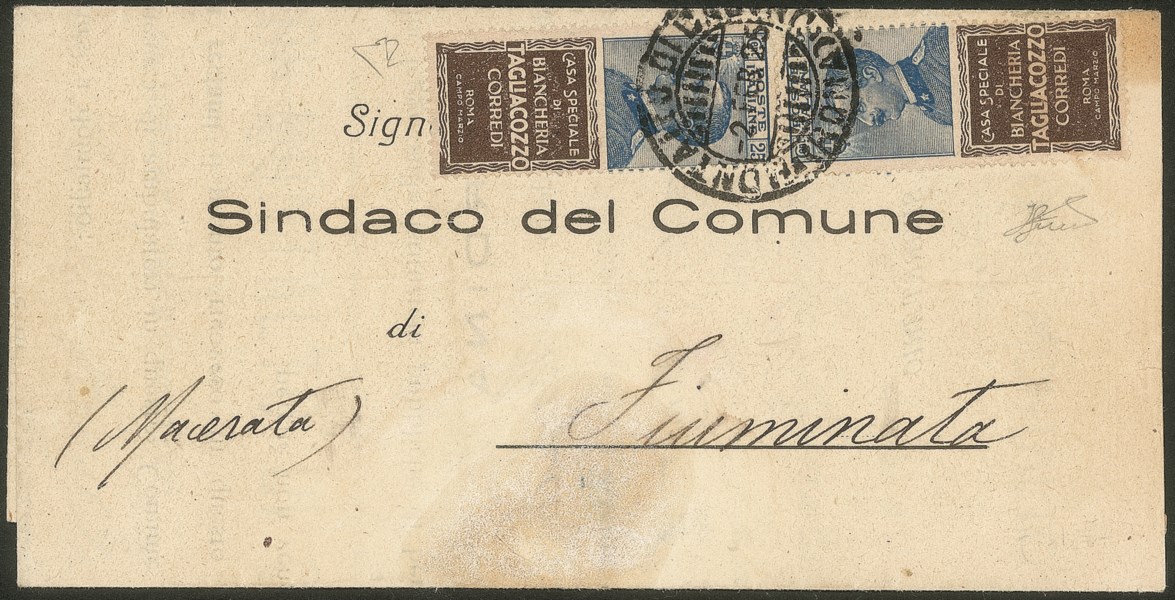 CASA SPECIALE
DI
BIANCHERIA
TAGLIACOZZO
CORREDI
ROMA
CAMPO MARZIO
POSTE
25
CASA SPECIALE
DI
BIANCHERIA
TAGLIACOZZO
CORREDI
ROMA
CAMPO MARZIO
Sign
Sindaco del Comune
di
Fiuminata
(Macerata)